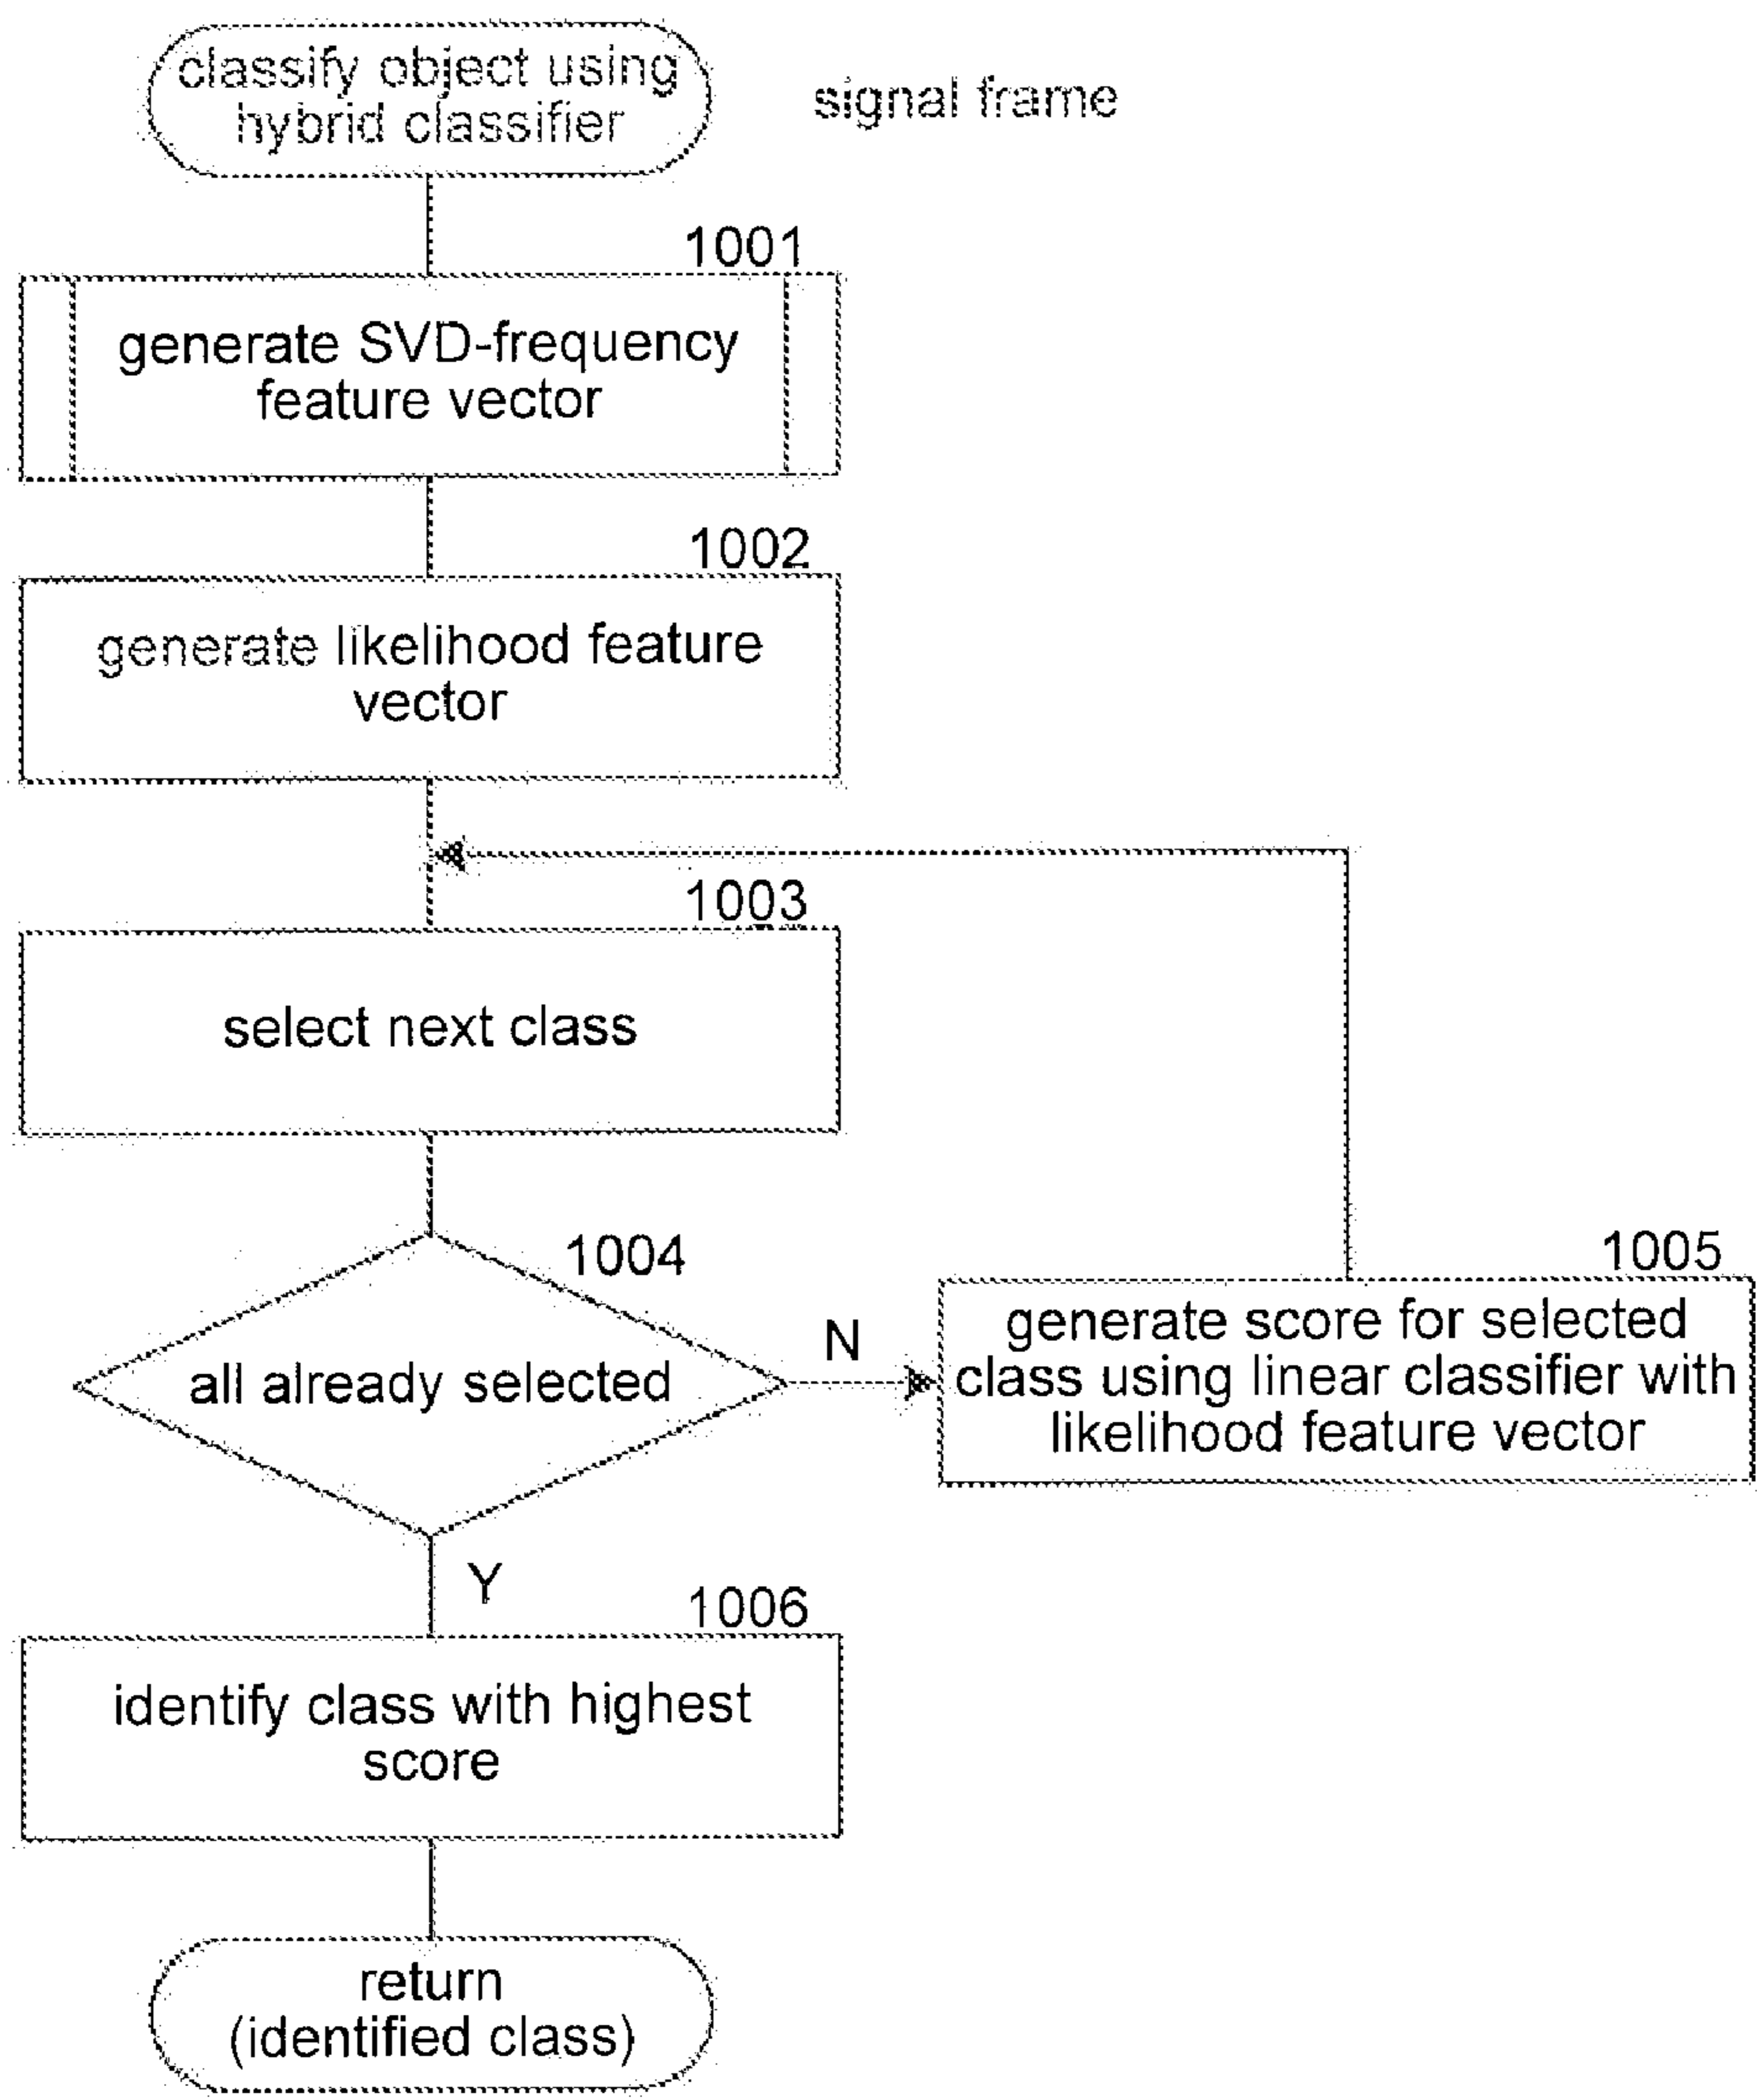 classify object using
hybrid classifier
signal frame
1001
generate SVD-frequency
feature vector
1002
generate likelihood feature
vector
1003
select next class
1004
all already selected
N
1005
generate score for selected
class using linear classifier with
likelihood feature vector
Y
1006
identify class with highest
score
return
(identified class)